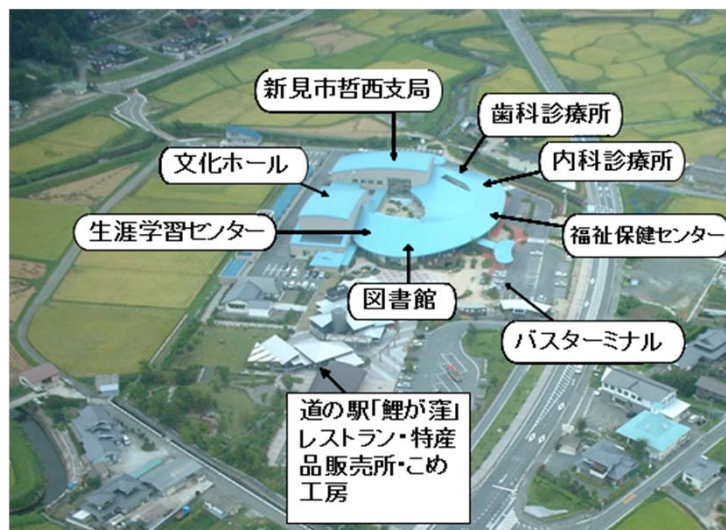 新見市哲西支局
歯科診療所
文化ホール
内科診療所
生涯学習センター
福祉保健センター
図書館
バスターミナル
道の駅「鯉が窪」
レストラン・特産
品販売所・こめ
工房